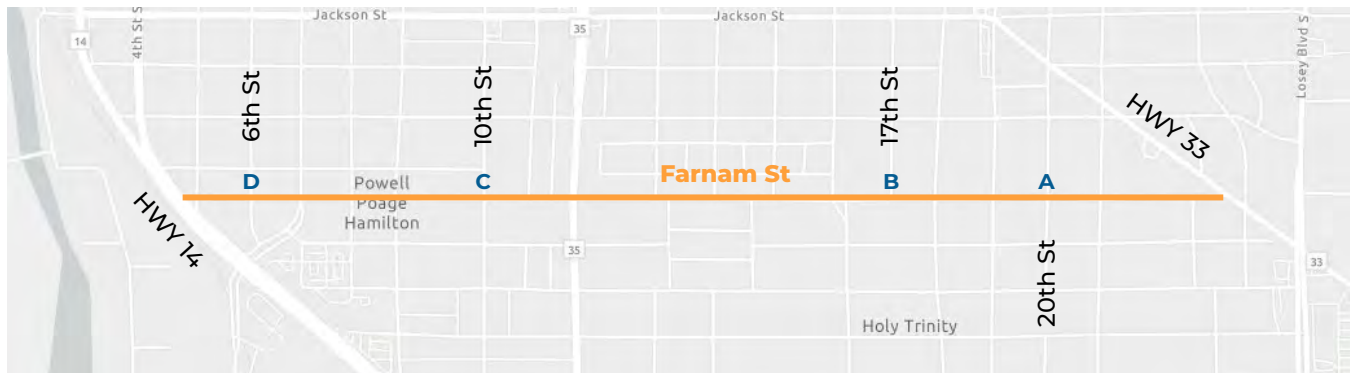 Jackson St
Jackson St
14
4th St S
35
Losey Blvd S
6th St
10th St
17th St
HWY 33
D
Powell
Poage
Hamilton
C
Farnam St
B
A
HWY 14
35
20th St
33
Holy Trinity